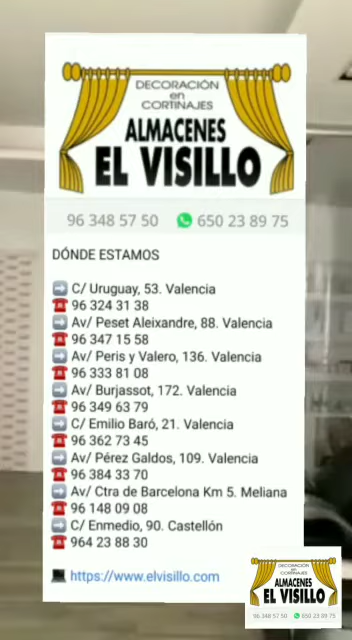 DECORACIÓN
en
CORTINAJES
ALMACENES
EL VISILLO
96 348 57 50 650 23 89 75
DÓNDE ESTAMOS
➡️ C/ Uruguay, 53. Valencia
☎️ 96 324 31 38
➡️ Av/ Peset Aleixandre, 88. Valencia
☎️ 96 347 15 58
➡️ Av/ Peris y Valero, 136. Valencia
☎️ 96 333 81 08
➡️ Av/ Burjassot, 172. Valencia
☎️ 96 349 63 79
➡️ C/ Emilio Baró, 21. Valencia
☎️ 96 362 73 45
➡️ Av/ Pérez Galdos, 109. Valencia
☎️ 96 384 33 70
➡️ Av/ Ctra de Barcelona Km 5. Meliana
☎️ 96 148 09 08
➡️ C/ Enmedio, 90. Castellón
☎️ 964 23 88 30
💻 https://www.elvisillo.com
DECORACIÓN
en
CORTINAJES
ALMACENES
EL VISILLO
96 348 57 50 650 23 89 75